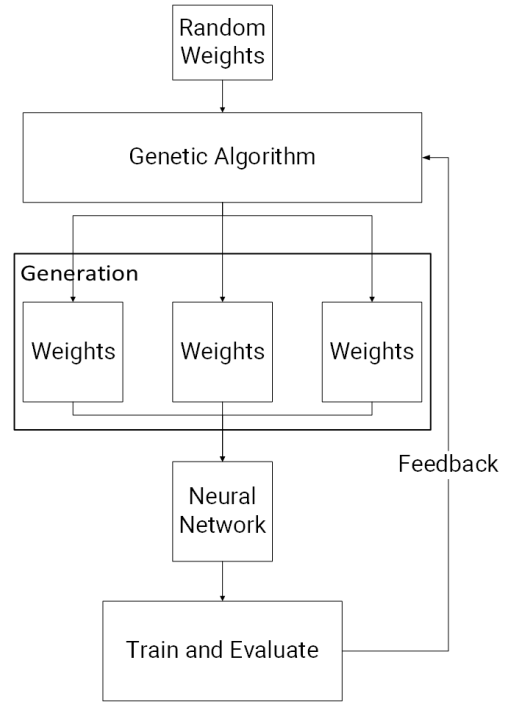 Random
Weights
Genetic Algorithm
Generation
Weights Weights Weights
Feedback
Neural
Network
Train and Evaluate